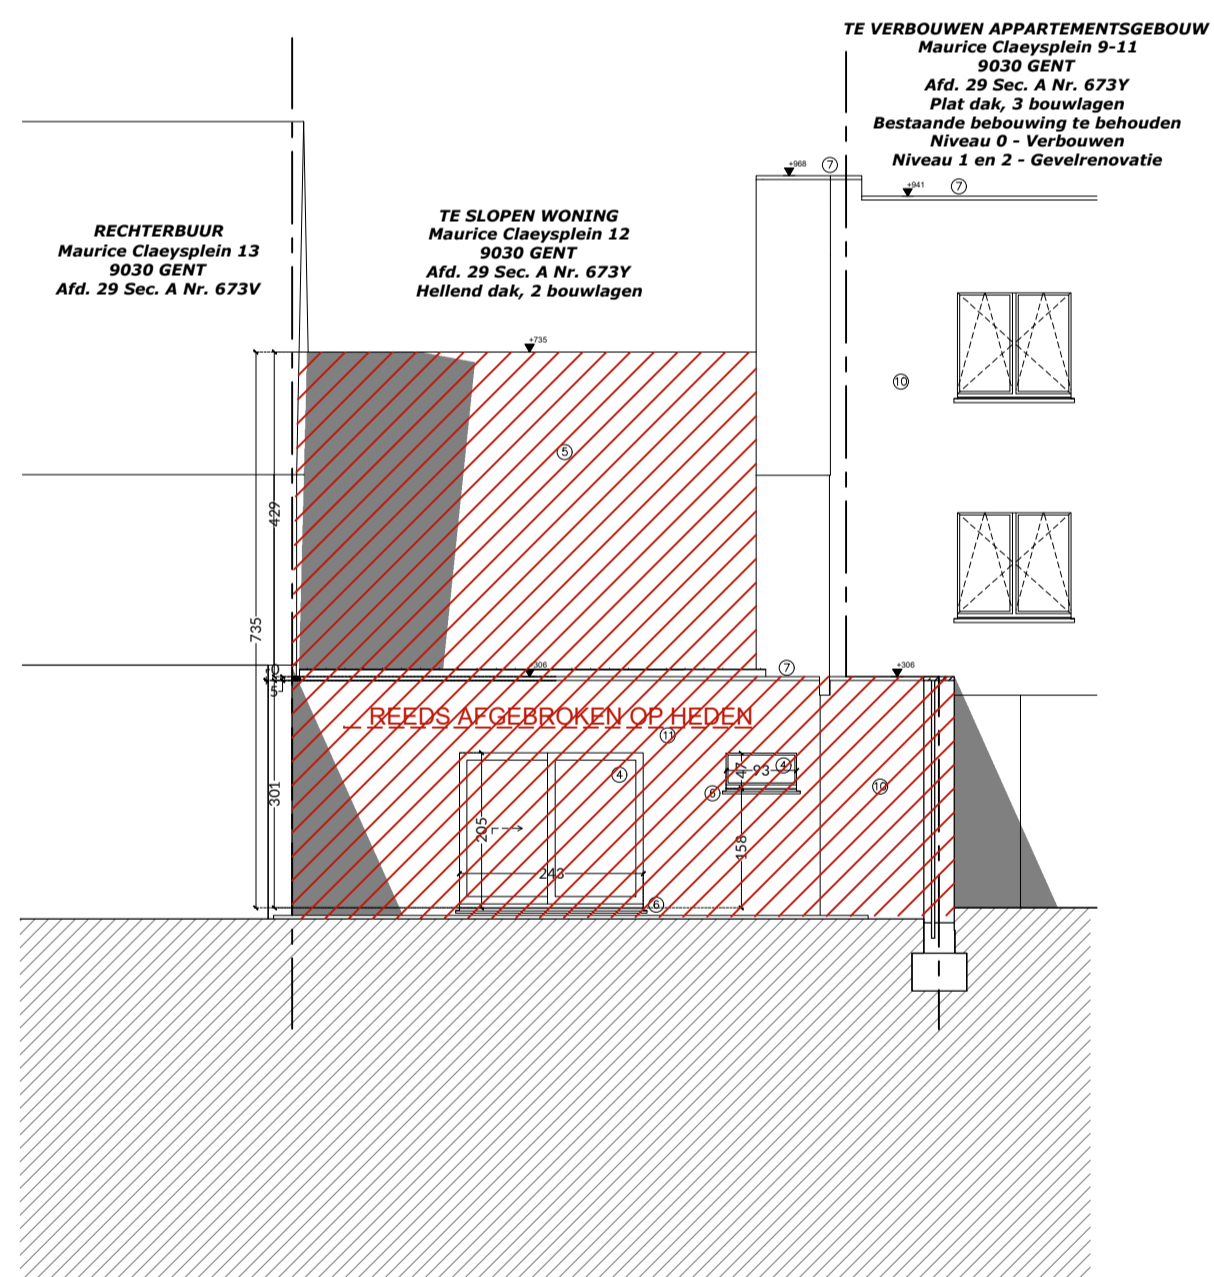 TE VERBOUWEN APPARTEMENTSGEBOUW
Maurice Claeysplein 9-11
9030 GENT
Afd. 29 Sec. A Nr. 673Y
Plat dak, 3 bouwlagen
Bestaande bebouwing te behouden
Niveau 0 - Verbouwen
Niveau 1 en 2 - Gevelrenovatie
+968
7
+941
7
RECHTERBUUR
Maurice Claeysplein 13
9030 GENT
Afd. 29 Sec. A Nr. 673V
TE SLOPEN WONING
Maurice Claeysplein 12
9030 GENT
Afd. 29 Sec. A Nr. 673Y
Hellend dak, 2 bouwlagen
+735
10
5
429
735
306
7
+306
5
REEDS AFGEBROKEN OP HEDEN
11
4
47
93
4
10
301
205
158
243
6